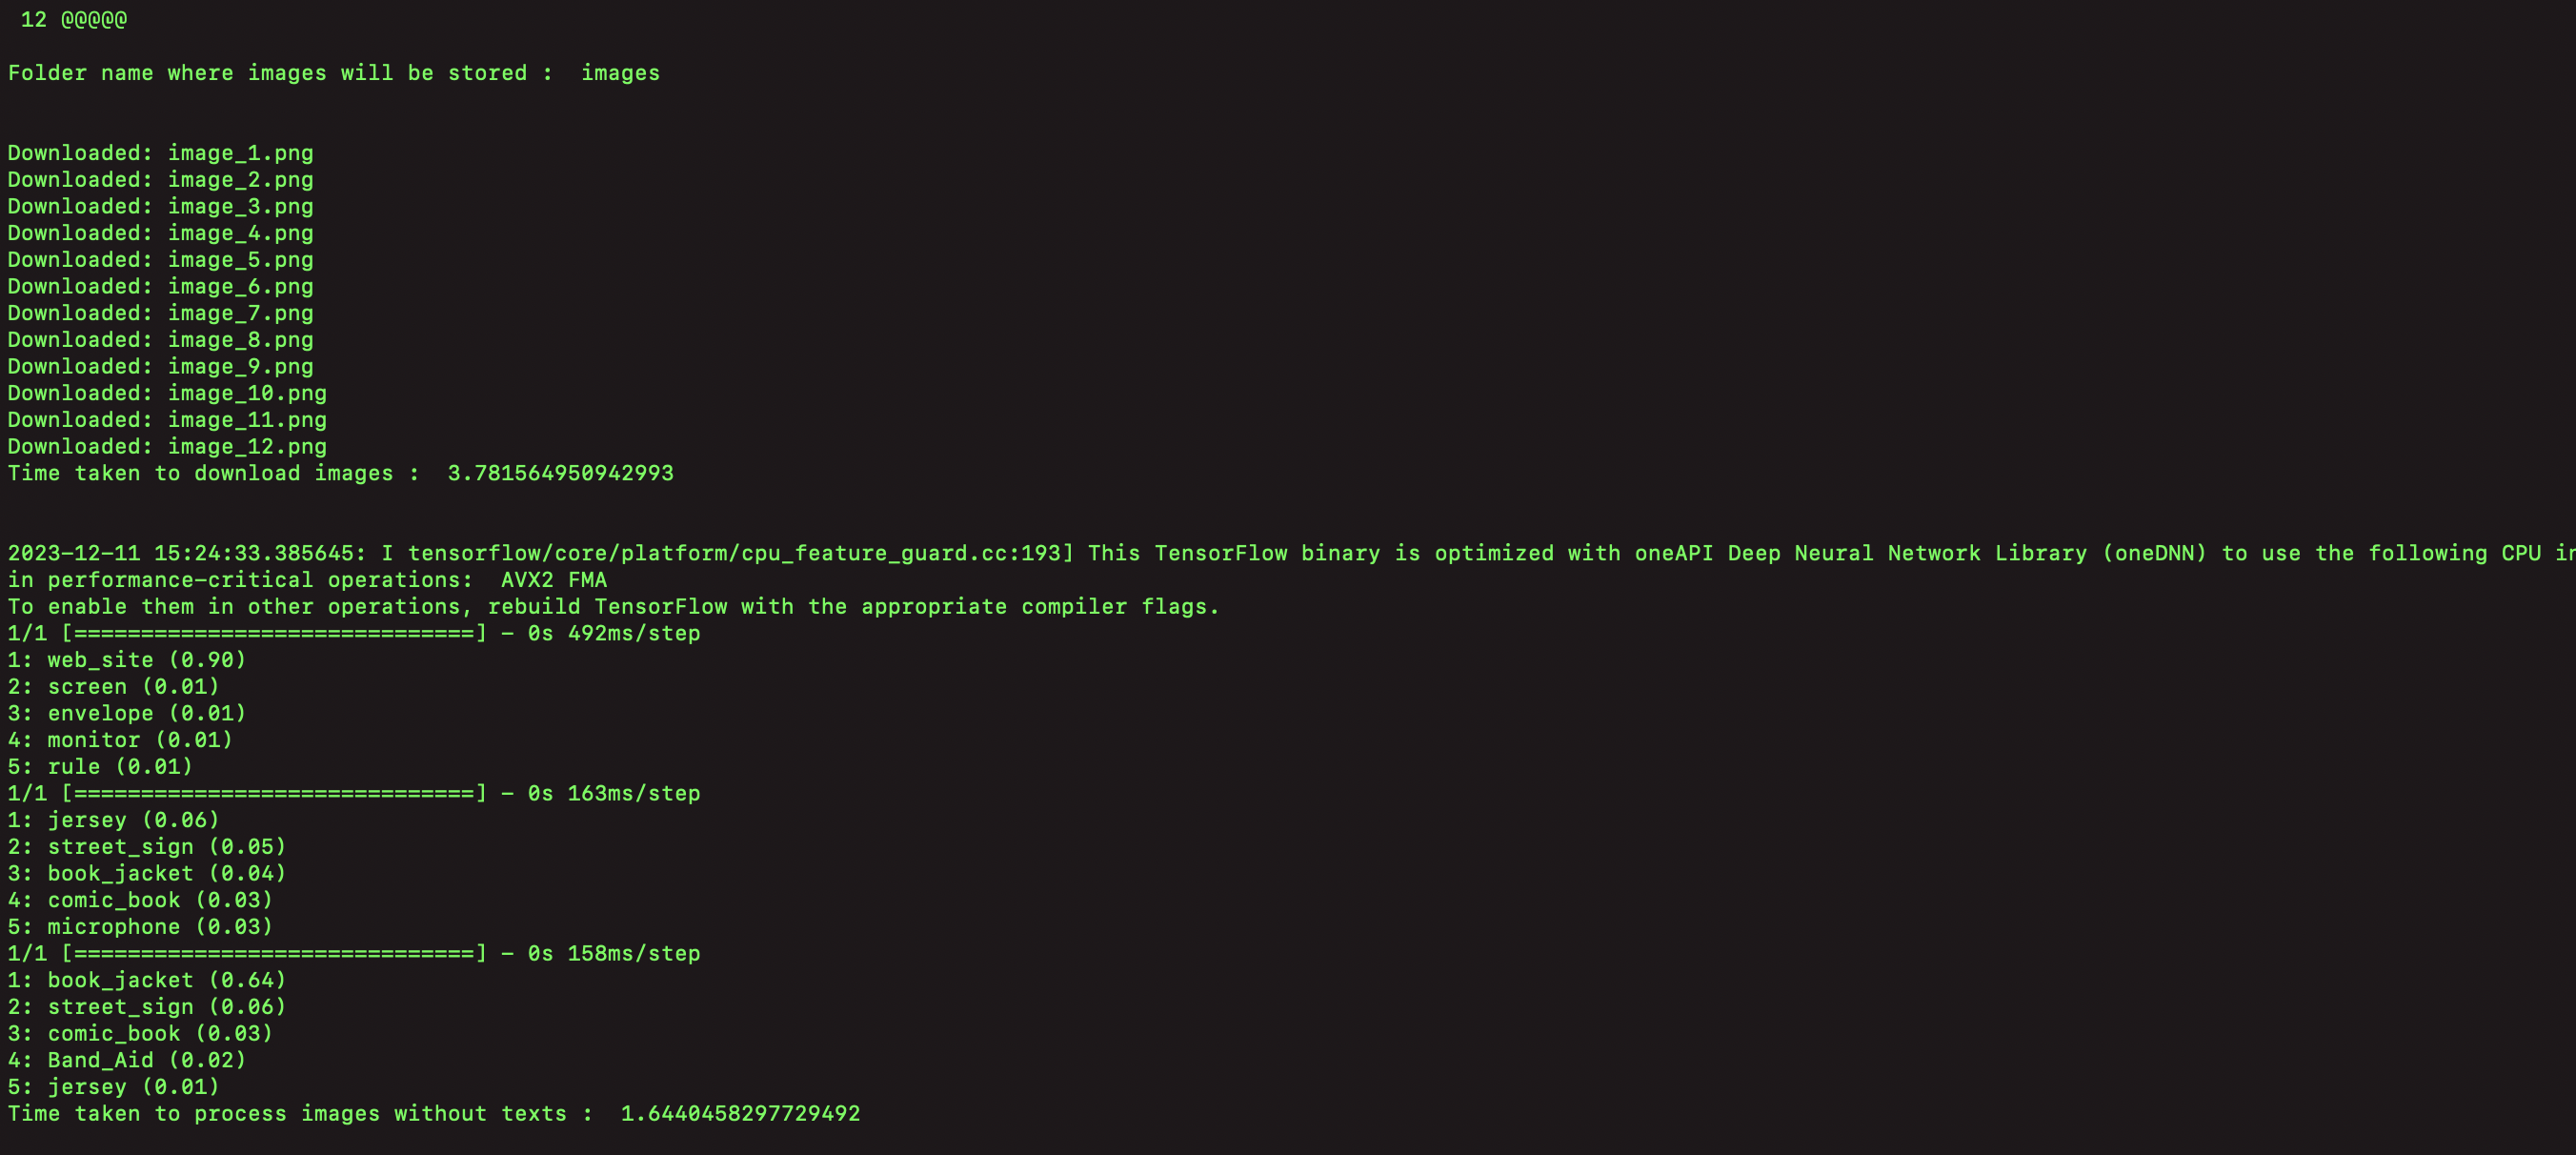 12 @@@@@
Folder name where images will be stored :  images
Downloaded: image_1.png
Downloaded: image_2.png
Downloaded: image_3.png
Downloaded: image_4.png
Downloaded: image_5.png
Downloaded: image_6.png
Downloaded: image_7.png
Downloaded: image_8.png
Downloaded: image_9.png
Downloaded: image_10.png
Downloaded: image_11.png
Downloaded: image_12.png
Time taken to download images :  3.781564950942993
2023-12-11 15:24:33.385645: I tensorflow/core/platform/cpu_feature_guard.cc:193] This TensorFlow binary is optimized with oneAPI Deep Neural Network Library (oneDNN) to use the following CPU in
in performance-critical operations:  AVX2 FMA
To enable them in other operations, rebuild TensorFlow with the appropriate compiler flags.
1/1 [==============================] - 0s 492ms/step
1: web_site (0.90)
2: screen (0.01)
3: envelope (0.01)
4: monitor (0.01)
5: rule (0.01)
1/1 [==============================] - 0s 163ms/step
1: jersey (0.06)
2: street_sign (0.05)
3: book_jacket (0.04)
4: comic_book (0.03)
5: microphone (0.03)
1/1 [==============================] - 0s 158ms/step
1: book_jacket (0.64)
2: street_sign (0.06)
3: comic_book (0.03)
4: Band_Aid (0.02)
5: jersey (0.01)
Time taken to process images without texts :  1.6440458297729492